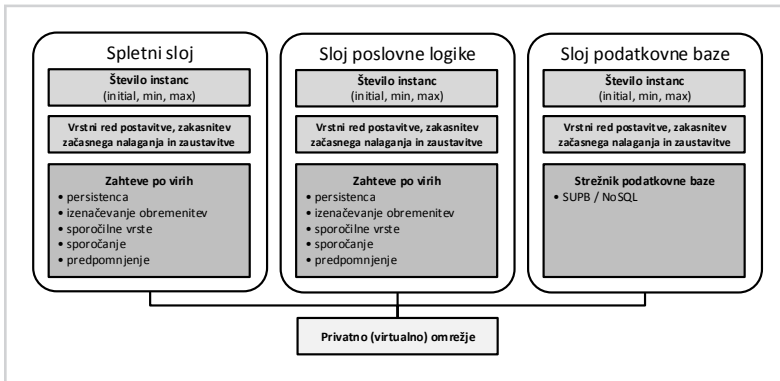 Spletni sloj
Število instanc
(initial, min, max)
Vrstni red postavitve, zakasnitev
začasnega nalaganja in zaustavitve
Zahteve po virih
• persistenca
• izenačevanje obremenitev
• sporočilne vrste
• sporočanje
• predpomnjenje
Sloj poslovne logike
Število instanc
(initial, min, max)
Vrstni red postavitve, zakasnitev
začasnega nalaganja in zaustavitve
Zahteve po virih
• persistenca
• izenačevanje obremenitev
• sporočilne vrste
• sporočanje
• predpomnjenje
Sloj podatkovne baze
Število instanc
(initial, min, max)
Vrstni red postavitve, zakasnitev
začasnega nalaganja in zaustavitve
Strežnik podatkovne baze
• SUPB / NoSQL
Privatno (virtualno) omrežje